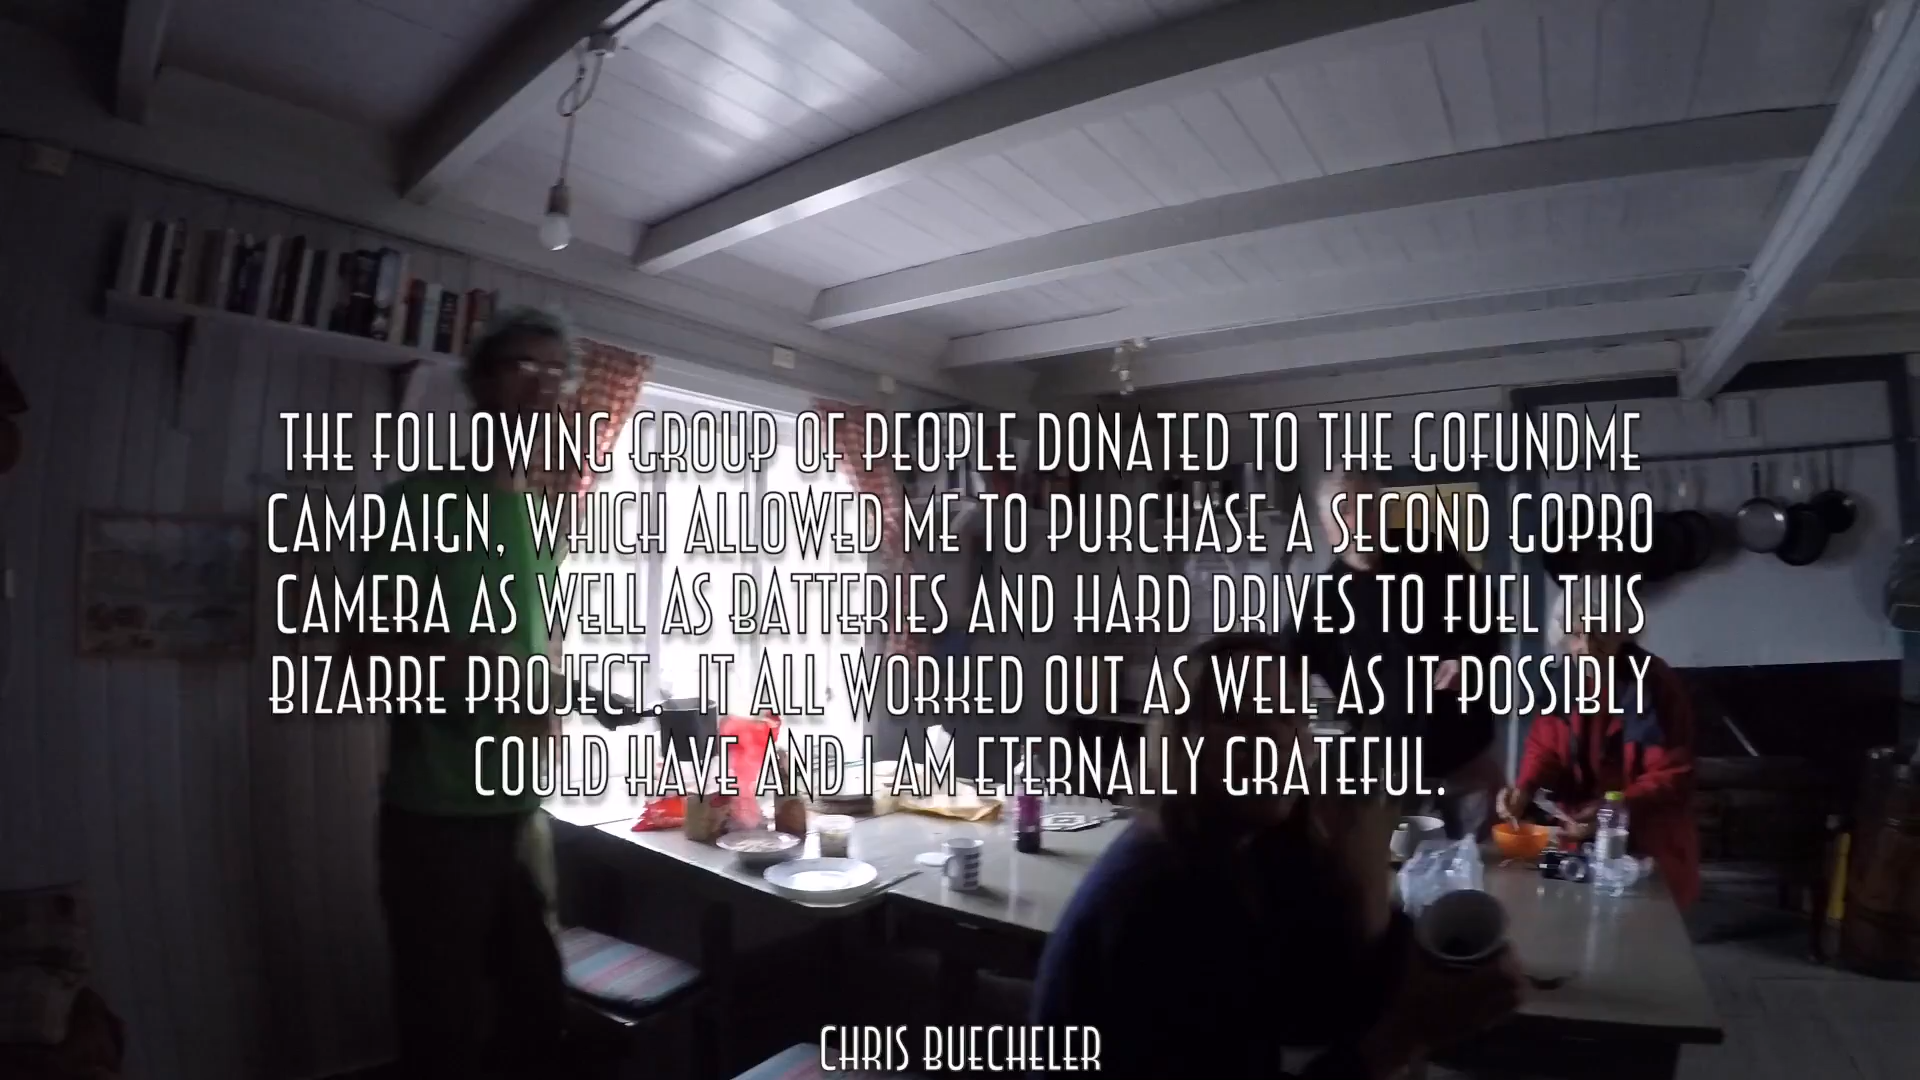 THE FOLLOWING GROUP OF PEOPLE DONATED TO THE GOFUNDME
CAMPAIGN, WHICH ALLOWED ME TO PURCHASE A SECOND GOPRO
CAMERA AS WELL AS BATTERIES AND HARD DRIVES TO FUEL THIS
BIZARRE PROJECT. IT ALL WORKED OUT AS WELL AS IT POSSIBLY
COULD HAVE AND I AM ETERNALLY GRATEFUL.
CHRIS BUECHELER